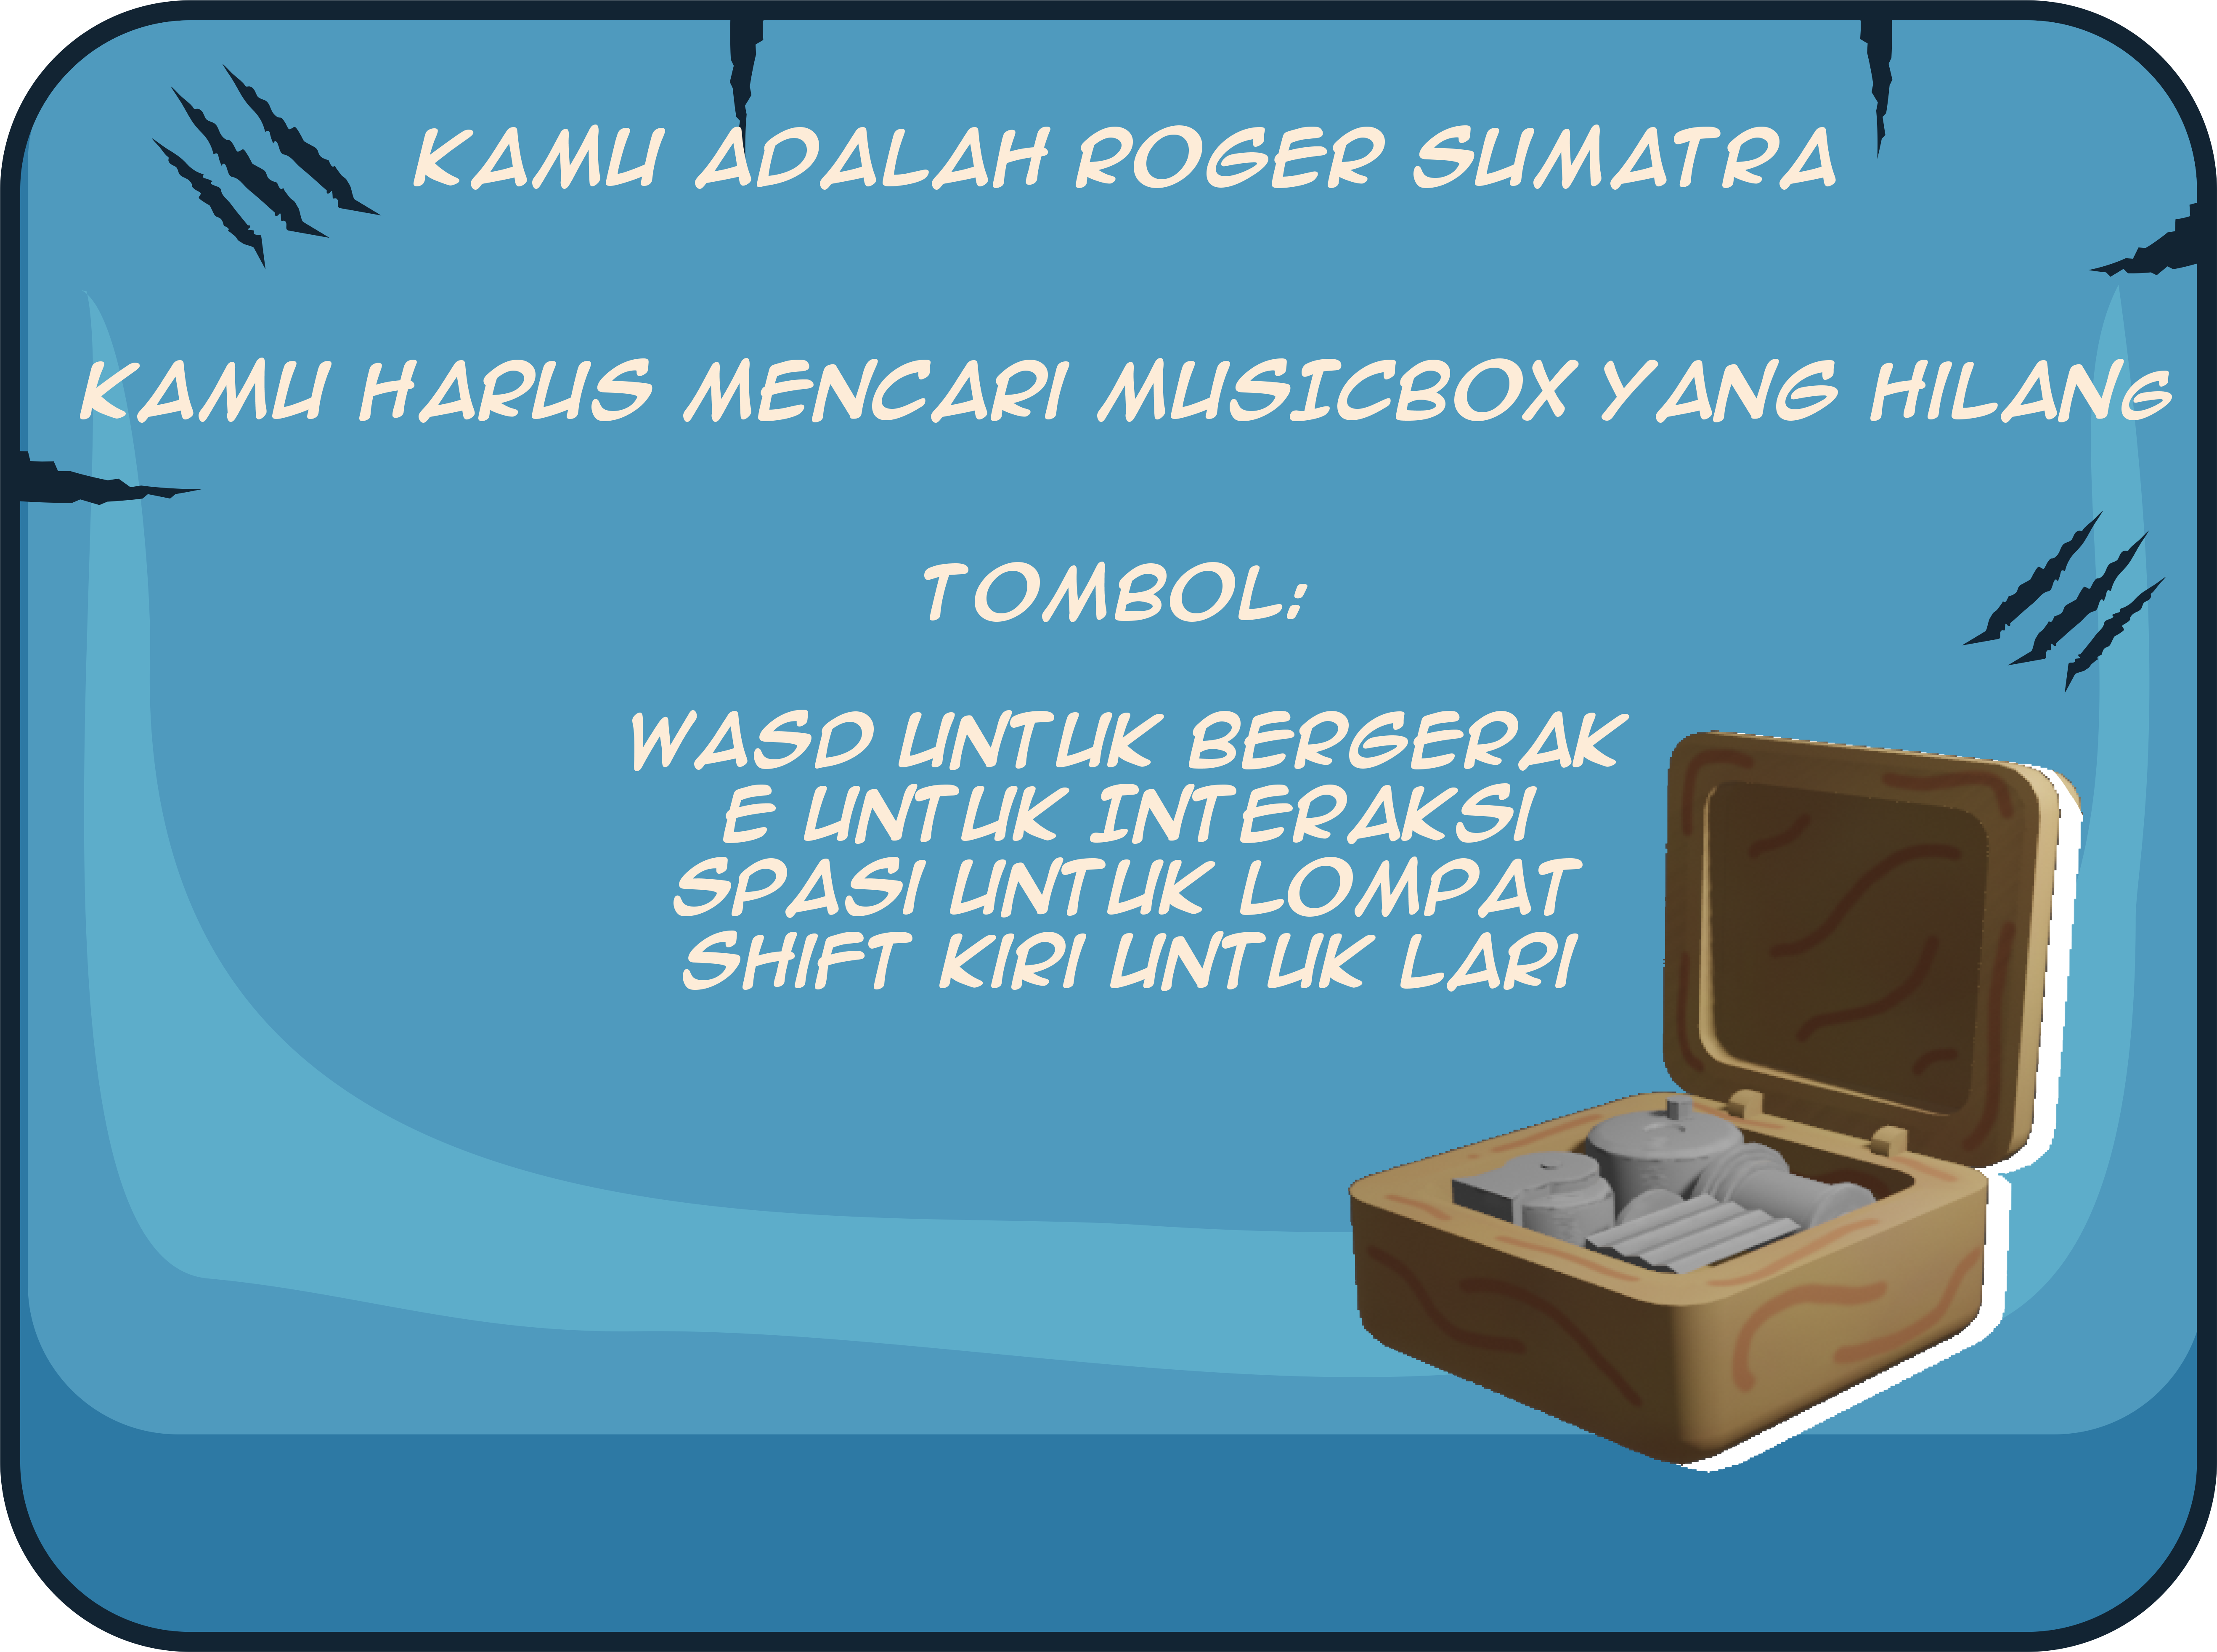 KAMU ADALAH ROGER SUMATRA
KAMU HARUS MENCARI MUSICBOX YANG HILANG
TOMBOL:
WASD UNTUK BERGERAK
E UNTUK INTERAKSI
SPASI UNTUK LOMPAT
SHIFT KIRI UNTUK LARI